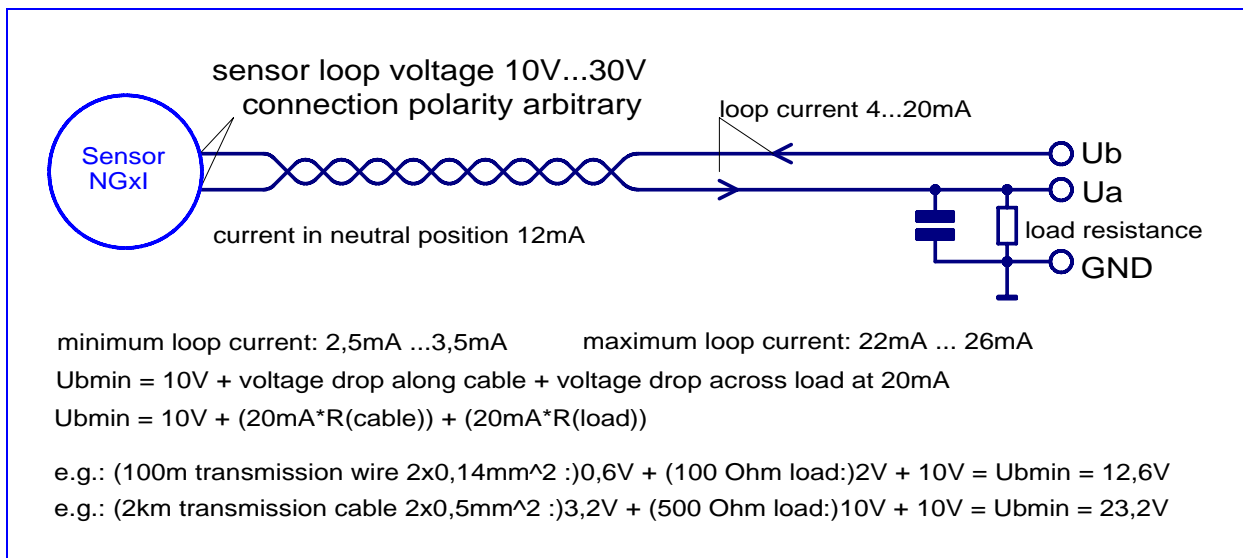 sensor loop voltage 10V...30V
connection polarity arbitrary
loop current 4...20mA
Sensor
NGxI
Ub
Ua
current in neutral position 12mA
load resistance
GND
minimum loop current: 2,5mA ...3,5mA
maximum loop current: 22mA ... 26mA
Ubmin = 10V + voltage drop along cable + voltage drop across load at 20mA
Ubmin = 10V + (20mA*R(cable)) + (20mA*R(load))
e.g.: (100m transmission wire 2x0,14mm^2 :)0,6V + (100 Ohm load:)2V + 10V = Ubmin = 12,6V
e.g.: (2km transmission cable 2x0,5mm^2 :)3,2V + (500 Ohm load:)10V + 10V = Ubmin = 23,2V